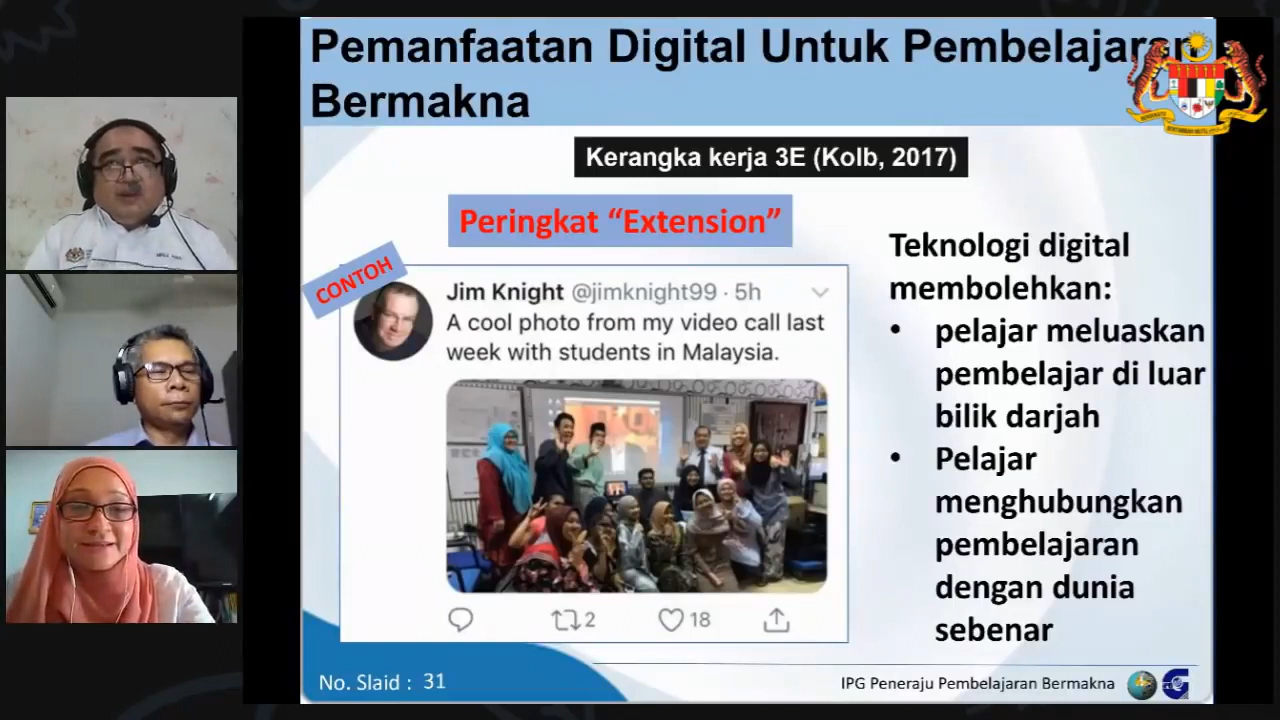 Pemanfaatan Digital Untuk Pembelajaran
Bermakna
Kerangka kerja 3E (Kolb, 2017)
Peringkat “Extension”
CONTOH
Jim Knight @jimknight99 · 5h
A cool photo from my video call last
week with students in Malaysia.
2
18
Teknologi digital
membolehkan:
• pelajar meluaskan
pembelajar di luar
bilik darjah
• Pelajar
menghubungkan
pembelajaran
dengan dunia
sebenar
No. Slaid : 31
IPG Peneraju Pembelajaran Bermakna